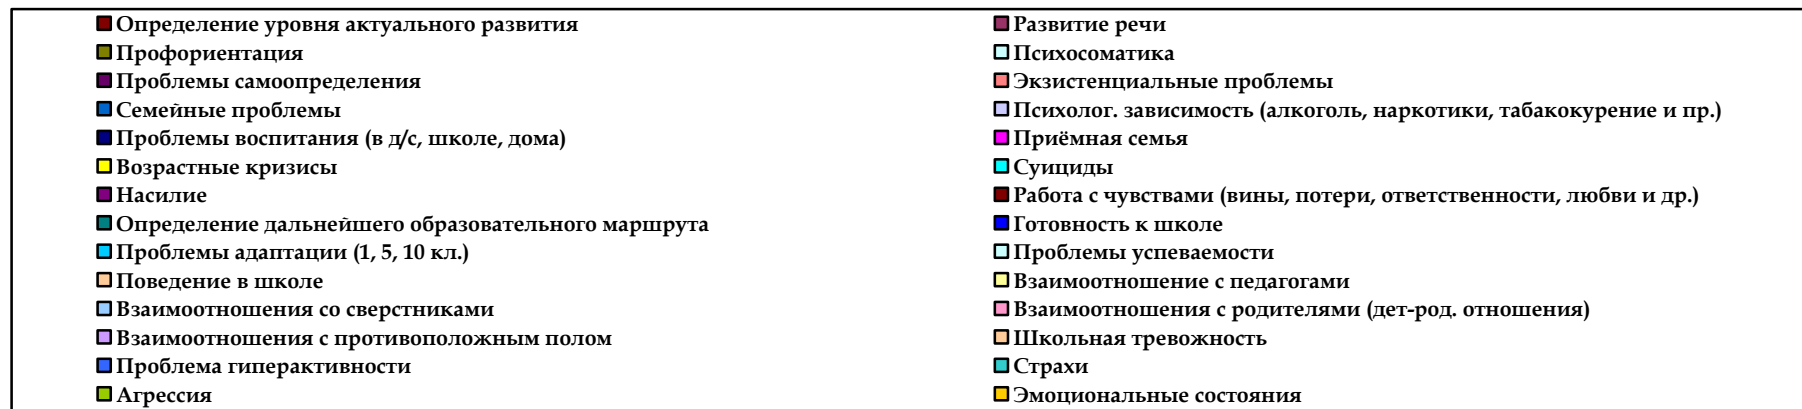 Определение уровня актуального развития
Развитие речи
Профориентация
Психосоматика
Проблемы самоопределения
Экзистенциальные проблемы
Семейные проблемы
Психолог. зависимость (алкоголь, наркотики, табакокурение и пр.)
Проблемы воспитания (в д/с, школе, дома)
Приёмная семья
Возрастные кризисы
Суициды
Насилие
Работа с чувствами (вины, потери, ответственности, любви и др.)
Определение дальнейшего образовательного маршрута
Готовность к школе
Проблемы адаптации (1, 5, 10 кл.)
Проблемы успеваемости
Поведение в школе
Взаимоотношение с педагогами
Взаимоотношения со сверстниками
Взаимоотношения с родителями (дет-род. отношения)
Взаимоотношения с противоположным полом
Школьная тревожность
Проблема гиперактивности
Страхи
Агрессия
Эмоциональные состояния